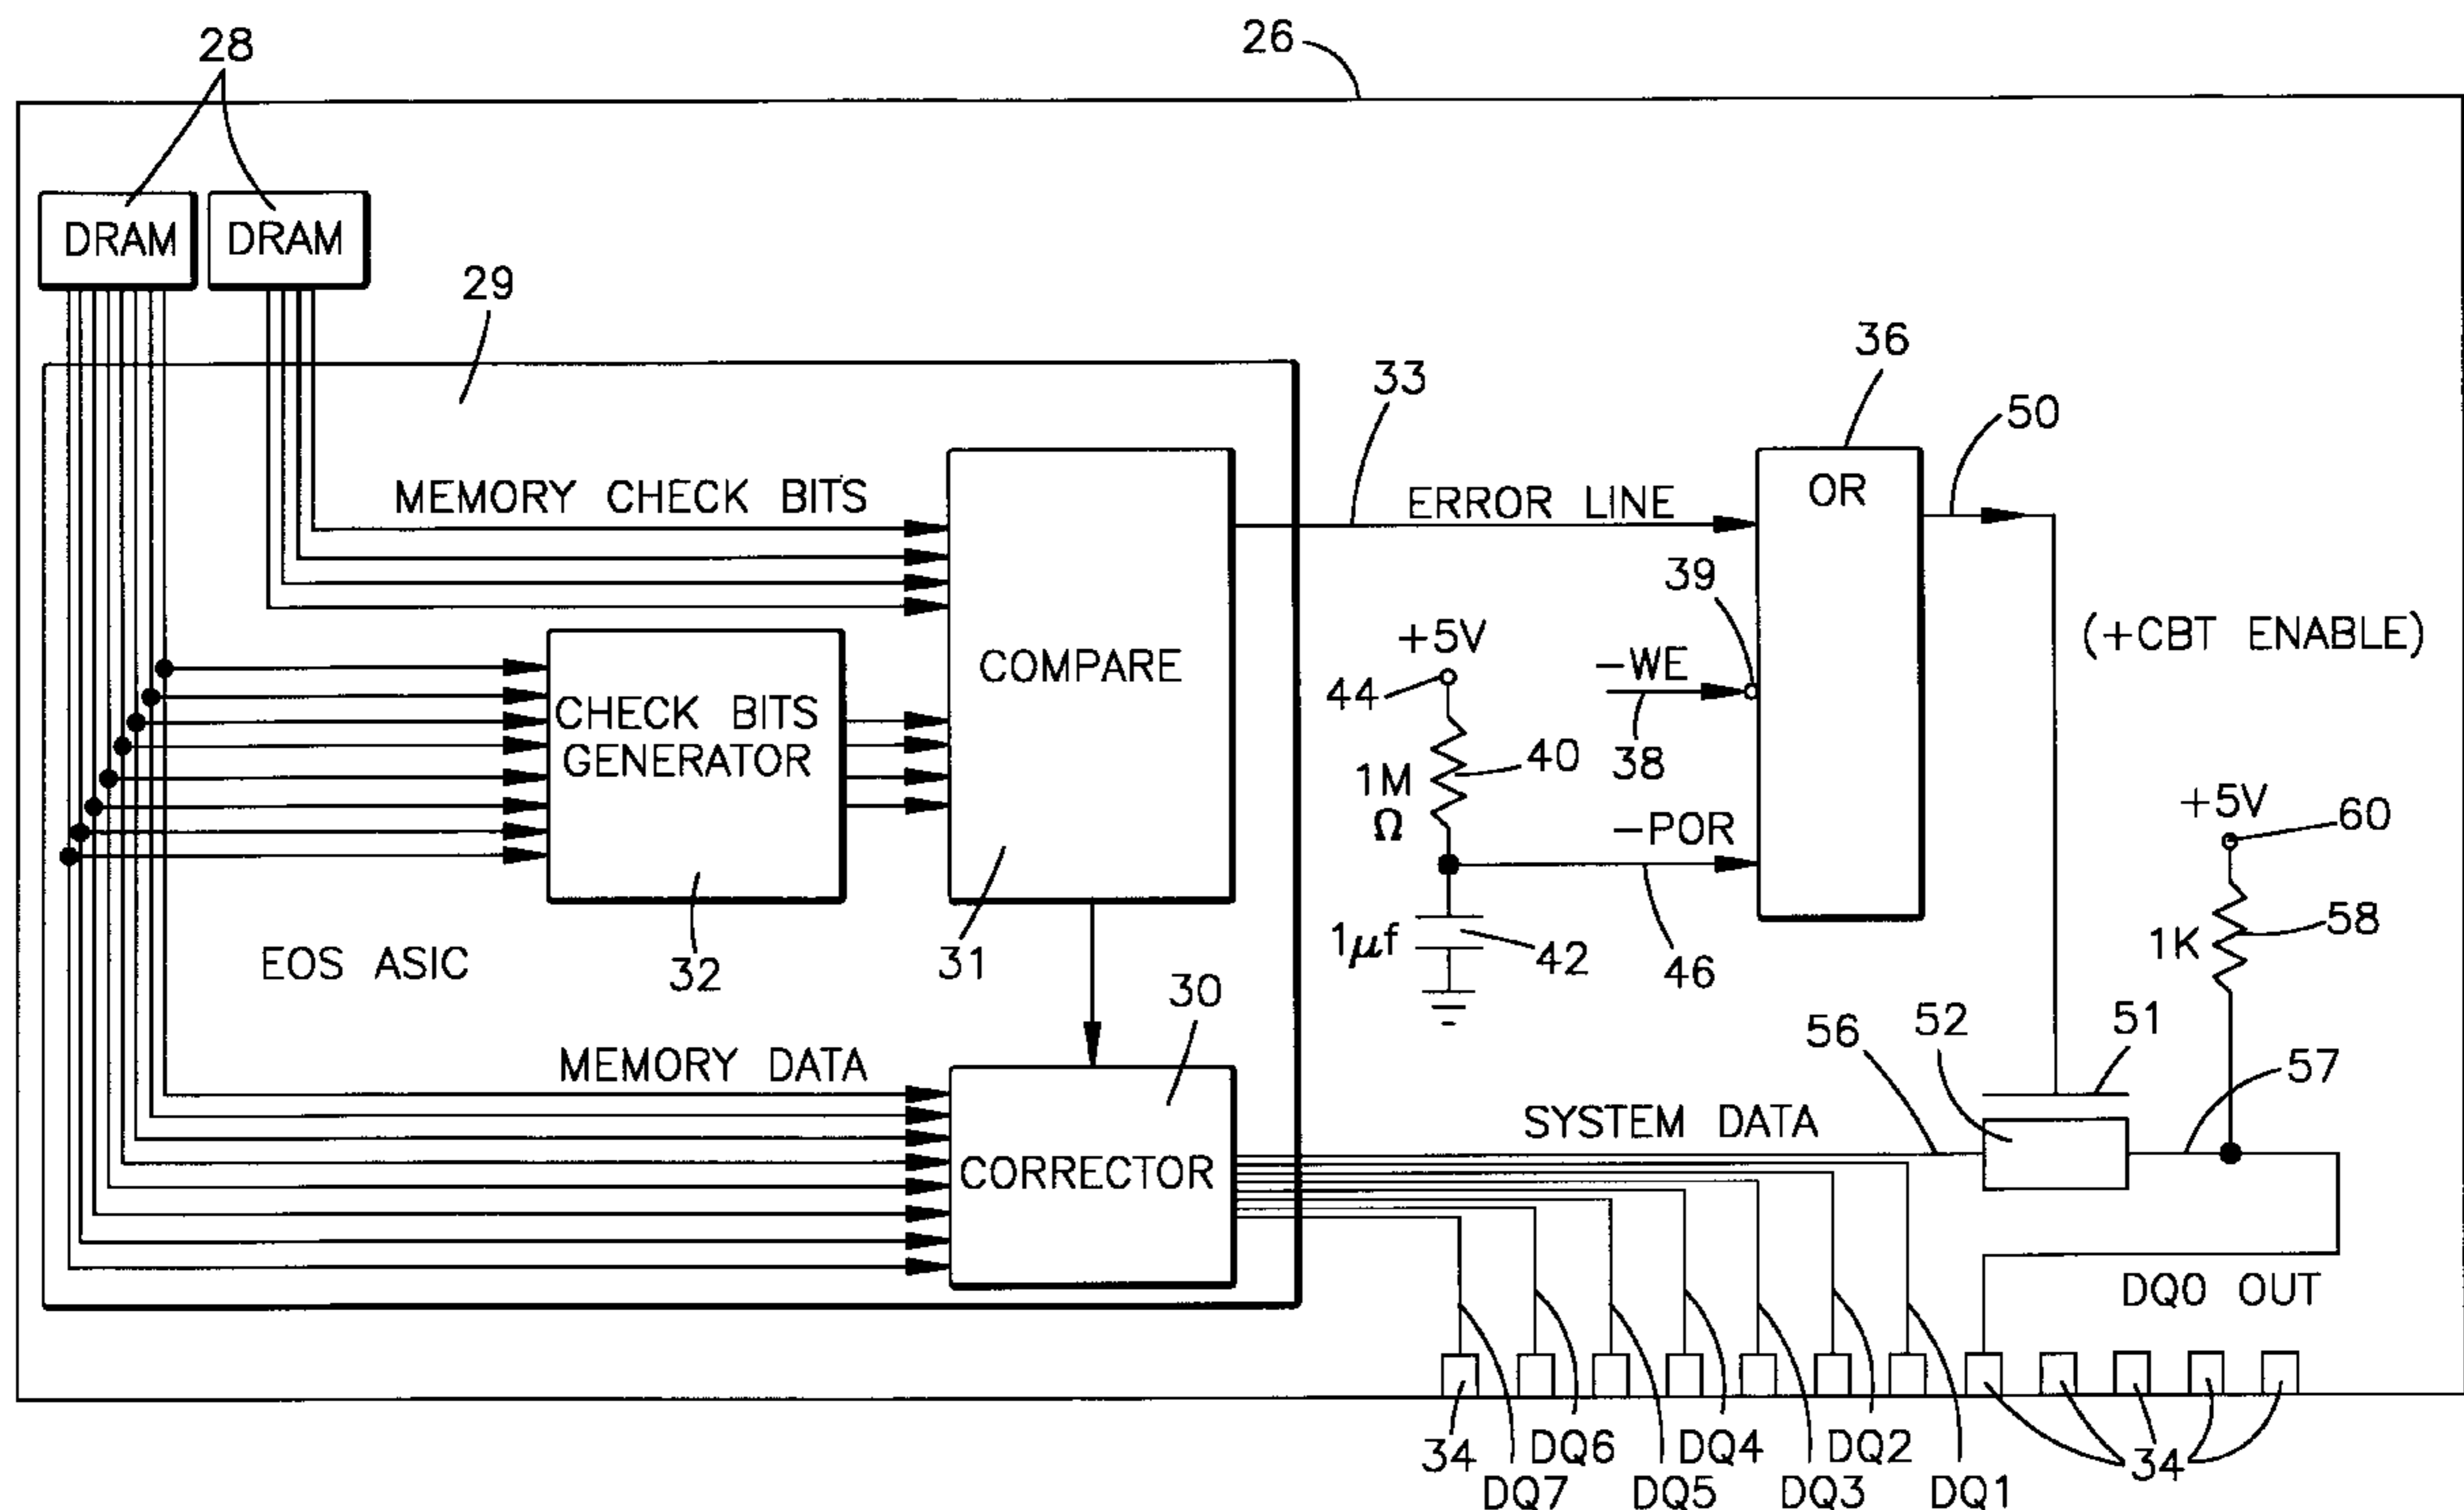 28
26
DRAM
DRAM
29
36
33
50
MEMORY CHECK BITS
ERROR LINE
OR
39
(+CBT ENABLE)
+5V
-WE
COMPARE
44
CHECK BITS
GENERATOR
40
38
1M
Ω
+5V
60
-POR
32
31
EOS ASIC
1μf
42
46
1K
58
30
56
52
51
57
MEMORY DATA
SYSTEM DATA
CORRECTOR
DQ0 OUT
34
DQ6
DQ4
DQ2
34
DQ7
DQ5
DQ3
DQ1